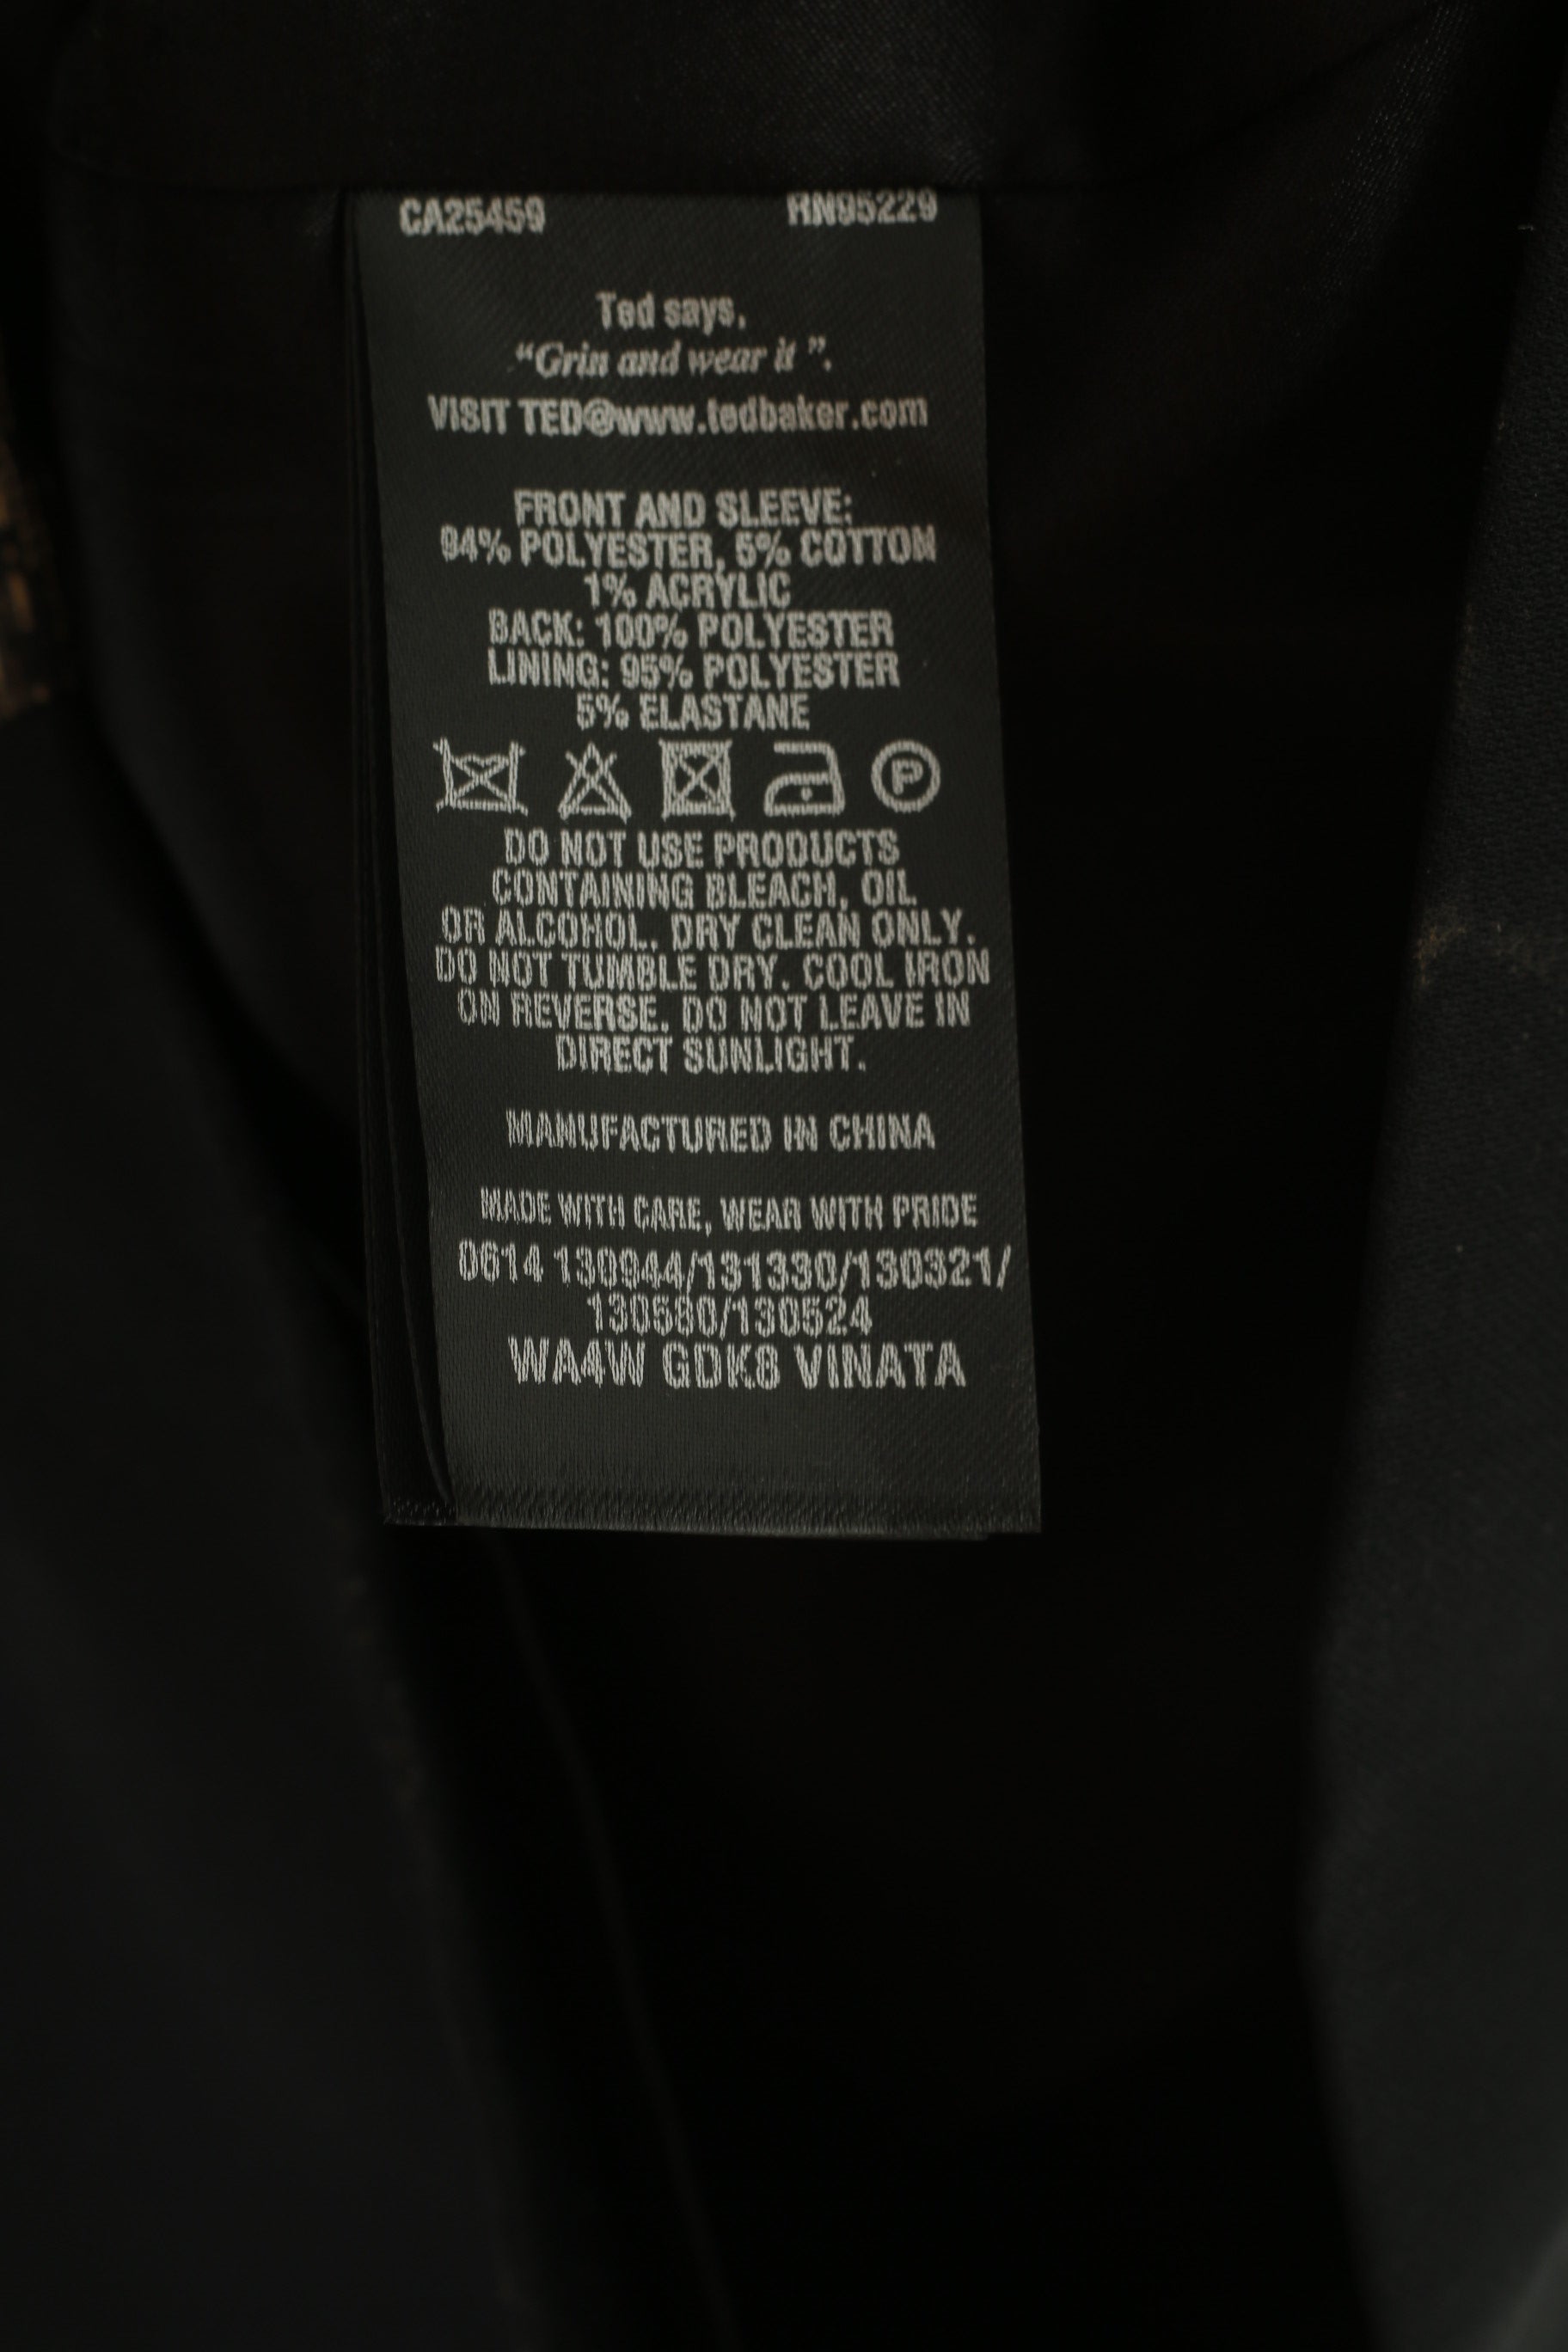 CA25459 RN95229
Ted says,
“Grin and wear it ”.
VISIT TED@www.tedbaker.com
FRONT AND SLEEVE:
94% POLYESTER, 5% COTTON
1% ACRYLIC
BACK: 100% POLYESTER
LINING: 95% POLYESTER
5% ELASTANE
P
DO NOT USE PRODUCTS
CONTAINING BLEACH, OIL
OR ALCOHOL. DRY CLEAN ONLY.
DO NOT TUMBLE DRY. COOL IRON
ON REVERSE. DO NOT LEAVE IN
DIRECT SUNLIGHT.
MANUFACTURED IN CHINA
MADE WITH CARE, WEAR WITH PRIDE
0614 130944/131330/130321/
130580/130524
WA4W GDK8 VINATA